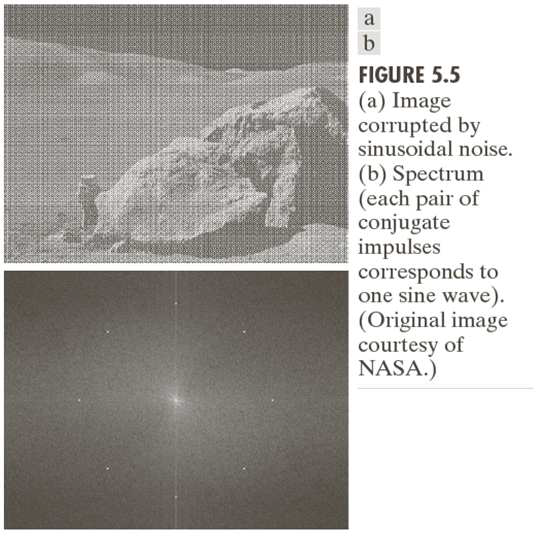 a
b
FIGURE 5.5
(a) Image
corrupted by
sinusoidal noise.
(b) Spectrum
(each pair of
conjugate
impulses
corresponds to
one sine wave).
(Original image
courtesy of
NASA.)